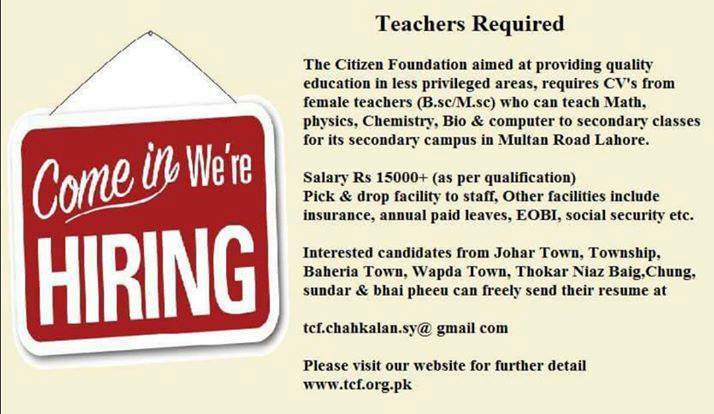 Teachers Required
The Citizen Foundation aimed at providing quality
education in less privileged areas, requires CV's from
female teachers (B.sc/M.sc) who can teach Math,
physics, Chemistry, Bio & computer to secondary classes
for its secondary campus in Multan Road Lahore.
Salary Rs 15000+ (as per qualification)
Pick & drop facility to staff, Other facilities include
insurance, annual paid leaves, EOBI, social security etc.
Interested candidates from Johar Town, Township,
Baheria Town, Wapda Town, Thokar Niaz Baig,Chung,
sundar & bhai pheeu can freely send their resume at
tcf.chahkalan.sy@ gmail com
Please visit our website for further detail
www.tcf.org.pk
Come in We're
HIRING